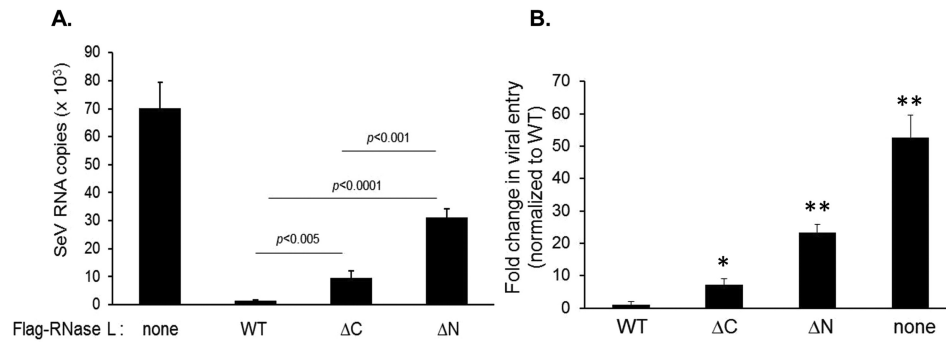 A.
SeV RNA copies (x 10³)
90
80
70
60
50
40
30
20
10
0
p<0.001
p<0.0001
p<0.005
Flag-RNase L : none WT ΔC ΔN
B.
Fold change in viral entry
(normalized to WT)
70
60
50
40
30
20
10
0
*
**
**
WT ΔC ΔN none